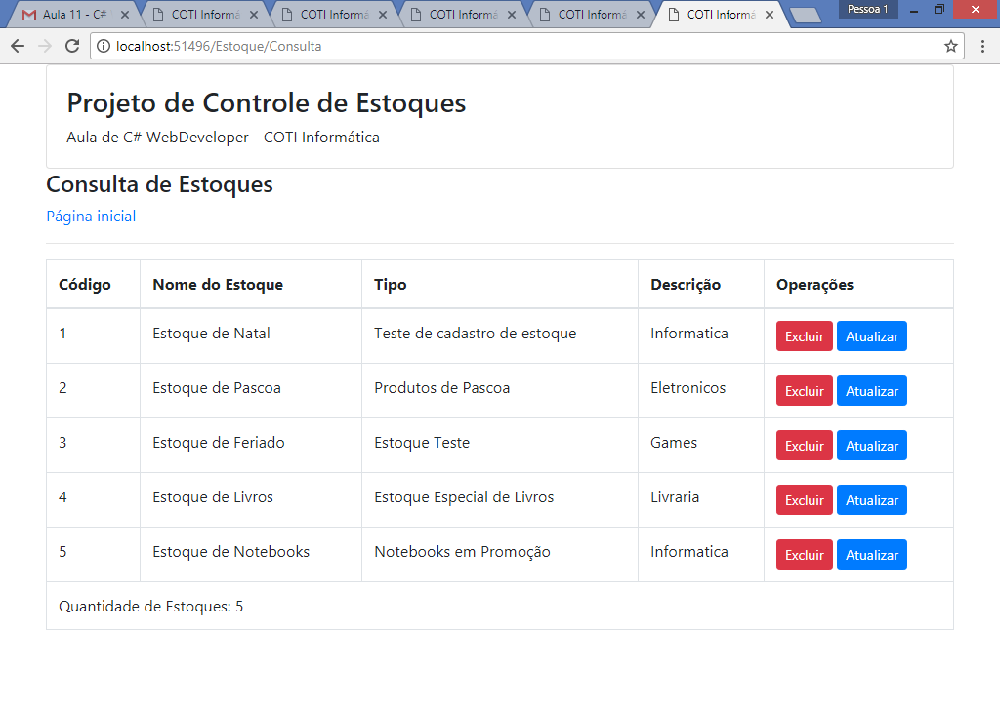 Aula 11 - C#
COTI Informá
COTI Informá
COTI Informá
COTI Informá
COTI Informá
Pessoa 1
localhost:51496/Estoque/Consulta
Projeto de Controle de Estoques
Aula de C# WebDeveloper - COTI Informática
Consulta de Estoques
Página inicial
Código Nome do Estoque Tipo Descrição Operações
1 Estoque de Natal Teste de cadastro de estoque Informatica Excluir Atualizar
2 Estoque de Pascoa Produtos de Pascoa Eletronicos Excluir Atualizar
3 Estoque de Feriado Estoque Teste Games Excluir Atualizar
4 Estoque de Livros Estoque Especial de Livros Livraria Excluir Atualizar
5 Estoque de Notebooks Notebooks em Promoção Informatica Excluir Atualizar
Quantidade de Estoques: 5